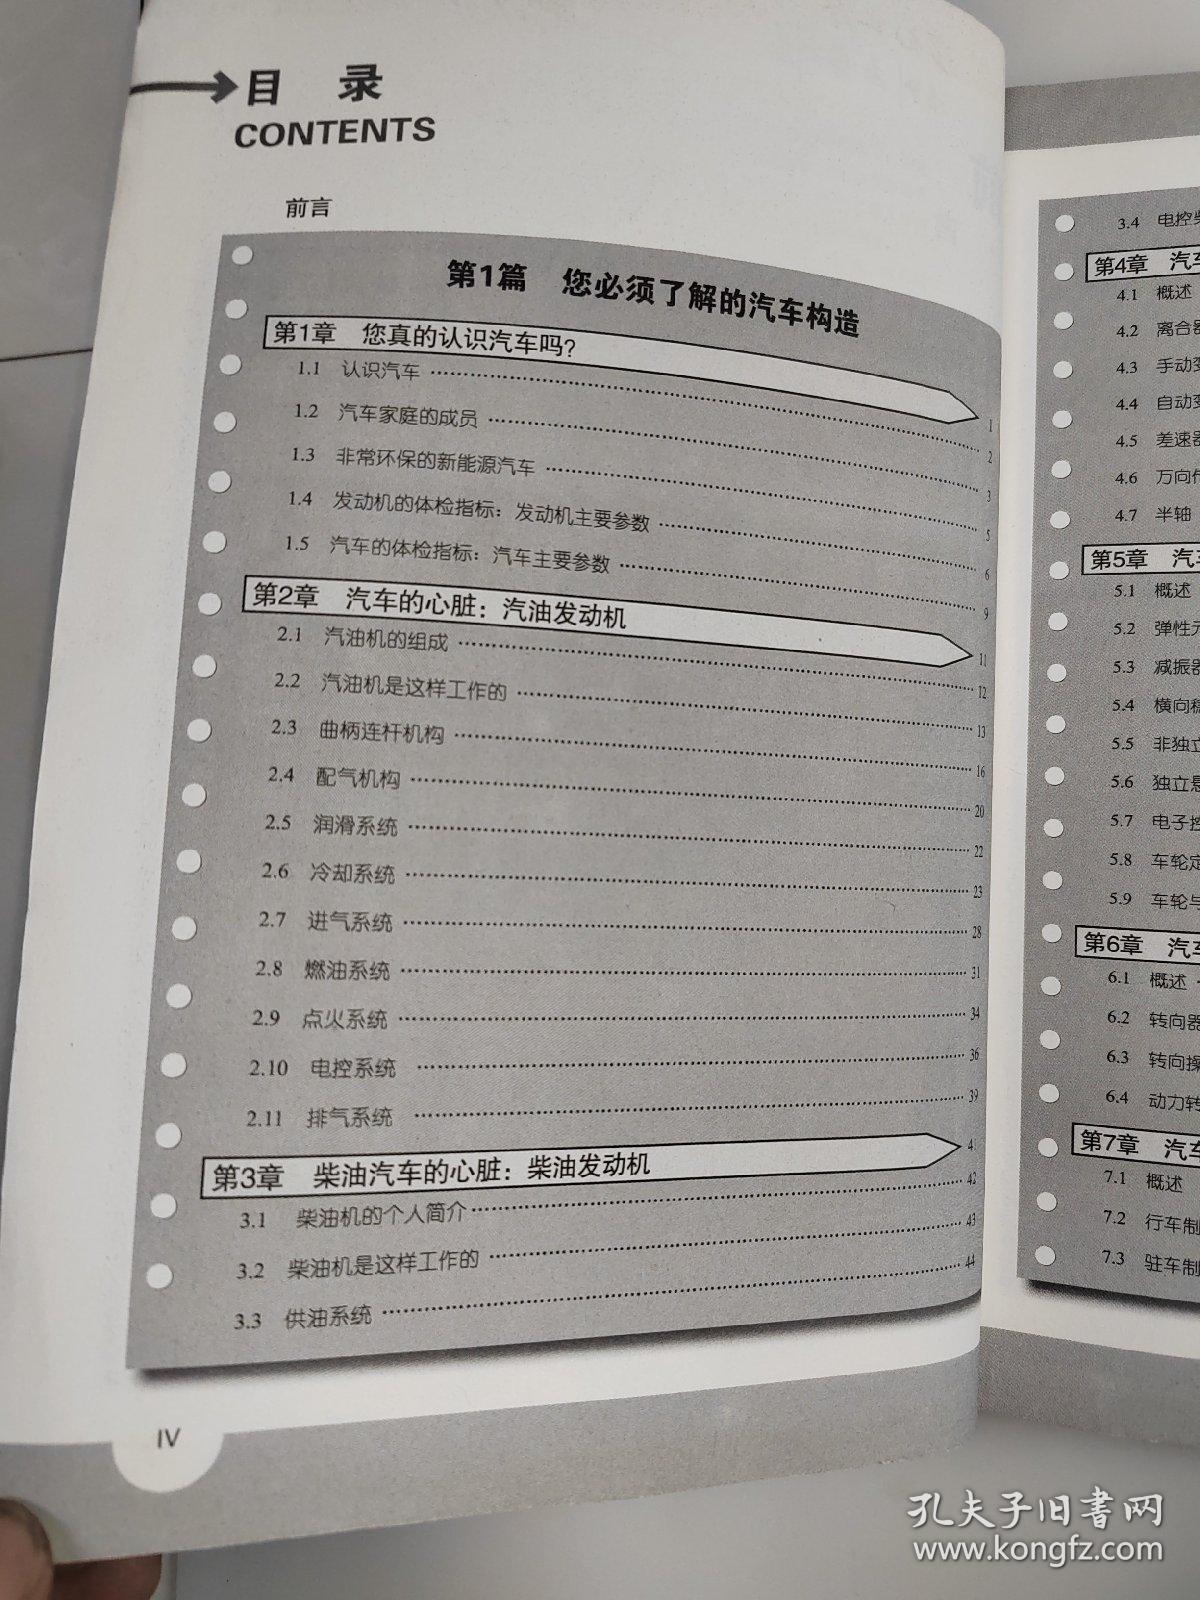 目 录
CONTENTS
前言
第1篇 您必须了解的汽车构造
第1章 您真的认识汽车吗? 1
1.1 认识汽车 2
1.2 汽车家庭的成员 3
1.3 非常环保的新能源汽车 5
1.4 发动机的体检指标：发动机主要参数 6
1.5 汽车的体检指标：汽车主要参数 9
第2章 汽车的心脏：汽油发动机 11
2.1 汽油机的组成 12
2.2 汽油机是这样工作的 13
2.3 曲柄连杆机构 16
2.4 配气机构 20
2.5 润滑系统 22
2.6 冷却系统 23
2.7 进气系统 28
2.8 燃油系统 31
2.9 点火系统 34
2.10 电控系统 36
2.11 排气系统 39
第3章 柴油汽车的心脏：柴油发动机 41
3.1 柴油机的个人简介 42
3.2 柴油机是这样工作的 43
3.3 供油系统 44
IV
3.4 电控
第4章 汽车
4.1 概述
4.2 离合器
4.3 手动变
4.4 自动变
4.5 差速器
4.6 万向
4.7 半轴
第5章 汽车
5.1 概述
5.2 弹性元
5.3 减振器
5.4 横向稳
5.5 非独立
5.6 独立悬
5.7 电子控
5.8 车轮定
5.9 车轮与
第6章 汽车
6.1 概述
6.2 转向器
6.3 转向操
6.4 动力转
第7章 汽车
7.1 概述
7.2 行车制
7.3 驻车制
孔夫子旧书网
www.kongfz.com